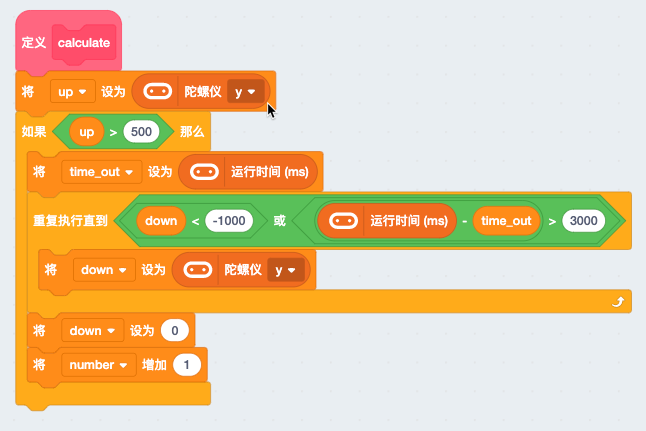 定义 calculate
将 up 设为 陀螺仪 y
如果 up > 500 那么
将 time_out 设为 运行时间 (ms)
重复执行直到 down < -1000 或 运行时间 (ms) - time_out > 3000
将 down 设为 陀螺仪 y
将 down 设为 0
将 number 增加 1